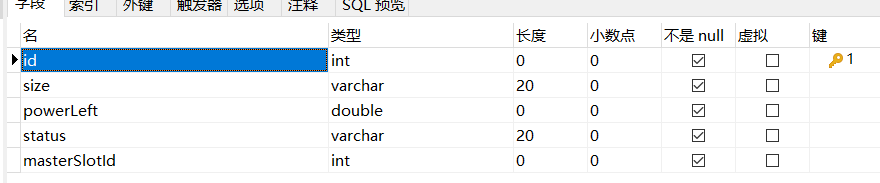 字段 索引 外键 触发器 选项 注释 SQL 预览
名 类型 长度 小数点 不是 null 虚拟 键
id int 0 0 1
size varchar 20 0
powerLeft double 0 0
status varchar 20 0
masterSlotId int 0 0